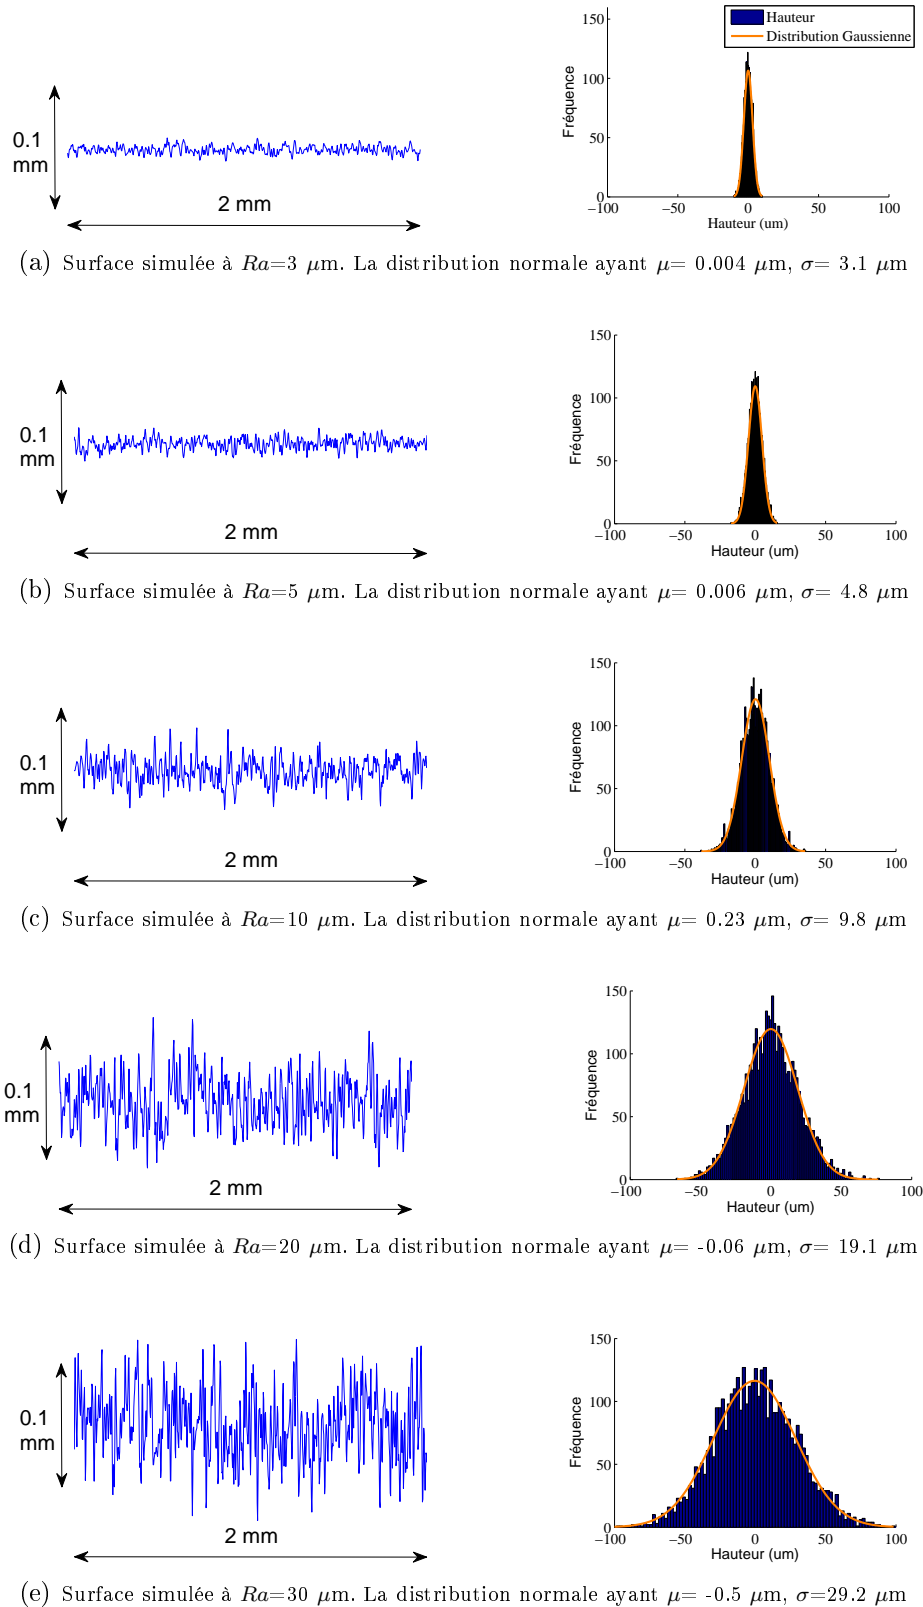 0.1
mm
2 mm
Hauteur
Distribution Gaussienne
Fréquence
150
100
50
0
−100 −50 0 50 100
Hauteur (um)
(a) Surface simulée à Ra=3 μm. La distribution normale ayant μ= 0.004 μm, σ= 3.1 μm
0.1
mm
2 mm
Fréquence
150
100
50
0
−100 −50 0 50 100
Hauteur (um)
(b) Surface simulée à Ra=5 μm. La distribution normale ayant μ= 0.006 μm, σ= 4.8 μm
0.1
mm
2 mm
Fréquence
150
100
50
0
−100 −50 0 50 100
Hauteur (um)
(c) Surface simulée à Ra=10 μm. La distribution normale ayant μ= 0.23 μm, σ= 9.8 μm
0.1
mm
2 mm
Fréquence
150
100
50
0
−100 −50 0 50 100
Hauteur (um)
(d) Surface simulée à Ra=20 μm. La distribution normale ayant μ= -0.06 μm, σ= 19.1 μm
0.1
mm
2 mm
Fréquence
150
100
50
0
−100 −50 0 50 100
Hauteur (um)
(e) Surface simulée à Ra=30 μm. La distribution normale ayant μ= -0.5 μm, σ=29.2 μm